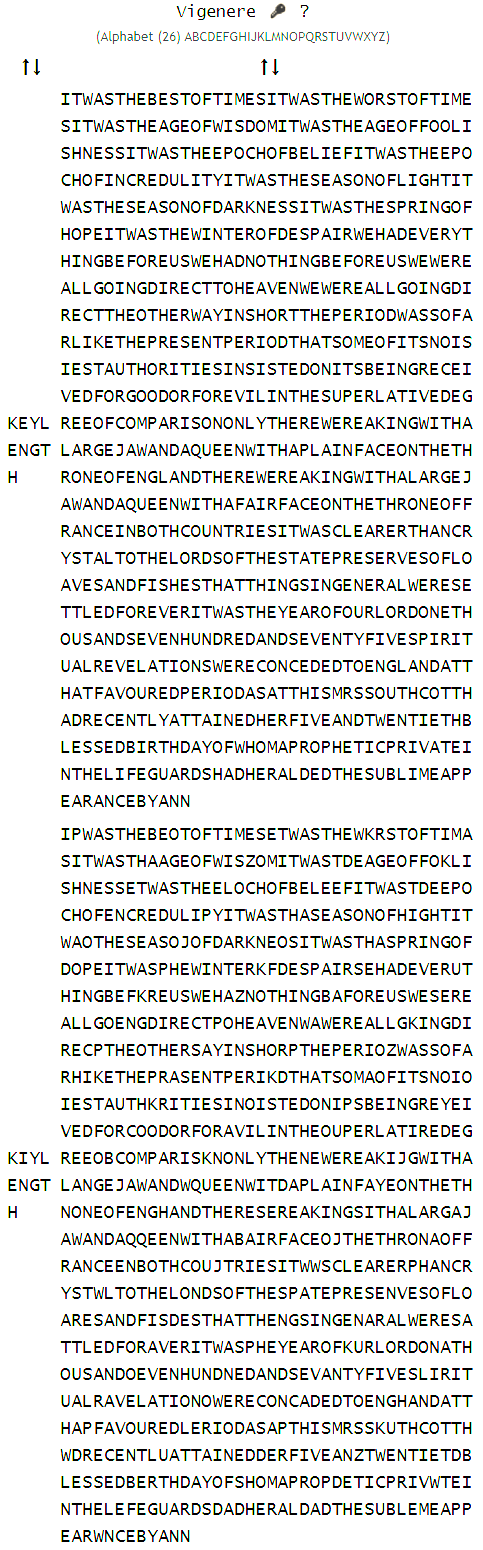 Vigenere 🔑 ?
(Alphabet (26) ABCDEFGHIJKLMNOPQRSTUVWXYZ)
↑↓ ↑↓
ITWASTHEBESTOFTIMESITWASTHEWORSTOFTIME
SITWASTHEAGEOFWISDOMITWASTHEAGEOFFOOLI
SHNESSITWASTHEEPOCHOFBELIEFITWASTHEEPO
CHOFINCREDULITYITWASTHESEASONOFLIGHTIT
WASTHESEASONOFDARKNESSITWASTHESPRINGOF
HOPEITWASTHEWINTEROFDESPAIRWEHADEVERYT
HINGBEFOREUSWEHADNOTHINGBEFOREUSWEWERE
ALLGOINGDIRECTTOHEAVENWEWEREALLGOINGDI
RECTTHEOTHERWAYINSHORTTHEPERIODWASSOFA
RLIKETHEPRESENTPERIODTHATSOMEOFITSNOIS
IESTAUTHORITIESINSISTEDONITSBEINGRECEI
VEDFORGOODORFOREVILINTHESUPERLATIVEDEG
KEYL REEOFCOMPARISONONLYTHEREWEREAKINGWITHA
ENGT LARGEJAWANDAQUEENWITHAPLAINFACEONTHETH
H RONEOFENGLANDTHEREWEREAKINGWITHALARGEJ
AWANDAQUEENWITHAFAIRFACEONTHETHRONEOFF
RANCEINBOTHCOUNTRIESITWASCLEARERTHANCR
YSTALTOTHELORDSOFTHESTATEPRESERVESOFLO
AVESANDFISHESTHATTHINGSINGENERALWERESE
TTLEDFOREVERITWASTHEYEAROFOURLORDONETH
OUSANDSEVENHUNDREDANDSEVENTYFIVESPIRIT
UALREVELATIONSWERECONCEDEDTOENGLANDATT
HATFAVOUREDPERIODASATTHISMRSSOUTHCOTTH
ADRECENTLYATTAINEDHERFIVEANDTWENTIETHB
LESSEDBIRTHDAYOFWHOMAPROPHETICPRIVATEI
NTHELIFEGUARDSHADHERALDEDTHESUBLIMEAPP
EARANCEBYANN
IPWASTHEBEOTOFTIMESETWASTHEWKRSTOFTIMA
SITWASTHAAGEOFWISZOMITWASTDEAGEOFFOKLI
SHNESSETWASTHEELOCHOFBELEEFITWASTDEEPO
CHOFENCREDULIPYITWASTHASEASONOFHIGHTIT
WAOTHESEASOJOFDARKNEOSITWASTHASPRINGOF
DOPEITWASPHEWINTERKFDESPAIRSEHADEVERUT
HINGBEFKREUSWEHAZNOTHINGBAFOREUSWESERE
ALLGOENGDIRECTPOHEAVENWAWEREALLGKINGDI
RECPTHEOTHERSAYINSHORPTHEPERIOZWASSOFA
RHIKETHEPRASENTPERIKDTHATSOMAOFITSNOIO
IESTAUTHKRITIESINOISTEDONIPSBEINGREYEI
VEDFORCOODORFORAVILINTHEOUPERLATIREDEG
KIYL REEOBCOMPARISKNONLYTHENEWEREAKIJGWITHA
ENGT LANGEJAWANDWQUEENWITDAPLAINFAYEONTHETH
H NONEOFENGHANDTHERESEREAKINGSITHALARGAJ
AWANDAQQEENWITHABAIRFACEOJTHETHRONAOFF
RANCEENBOTHCOUJTRIESITWWSCLEARERPHANCR
YSTWLTOTHELONDSOFTHESPATEPRESENVESOFLO
ARESANDFISDESTHATTHENGSINGENARALWERESA
TTLEDFORAVERITWASPHEYEAROFKURLORDONATH
OUSANDOEVENHUNDNEDANDSEVANTYFIVESLIRIT
UALRAVELATIONOWERECONCADEDTOENGHANDATT
HAPFAVOUREDLERIODASAPTHISMRSSKUTHCOTTH
WDRECENTLUATTAINEDDERFIVEANZTWENTIETDB
LESSEDBERTHDAYOFSHOMAPROPDETICPRIVWTEI
NTHELEFEGUARDSDADHERALDADTHESUBLEMEAPP
EARWNCEBYANN